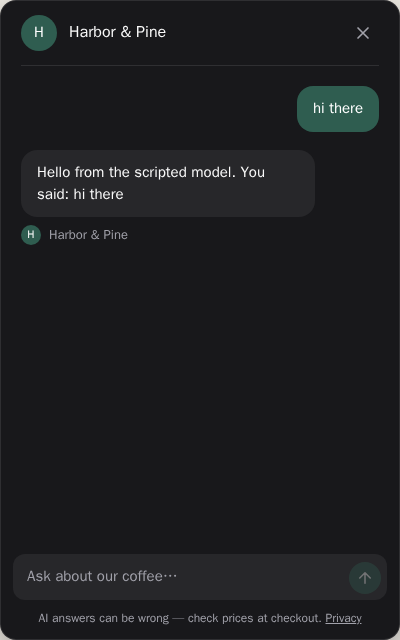 H Harbor & Pine
hi there
Hello from the scripted model. You
said: hi there
H Harbor & Pine
Ask about our coffee⋯
AI answers can be wrong — check prices at checkout. Privacy